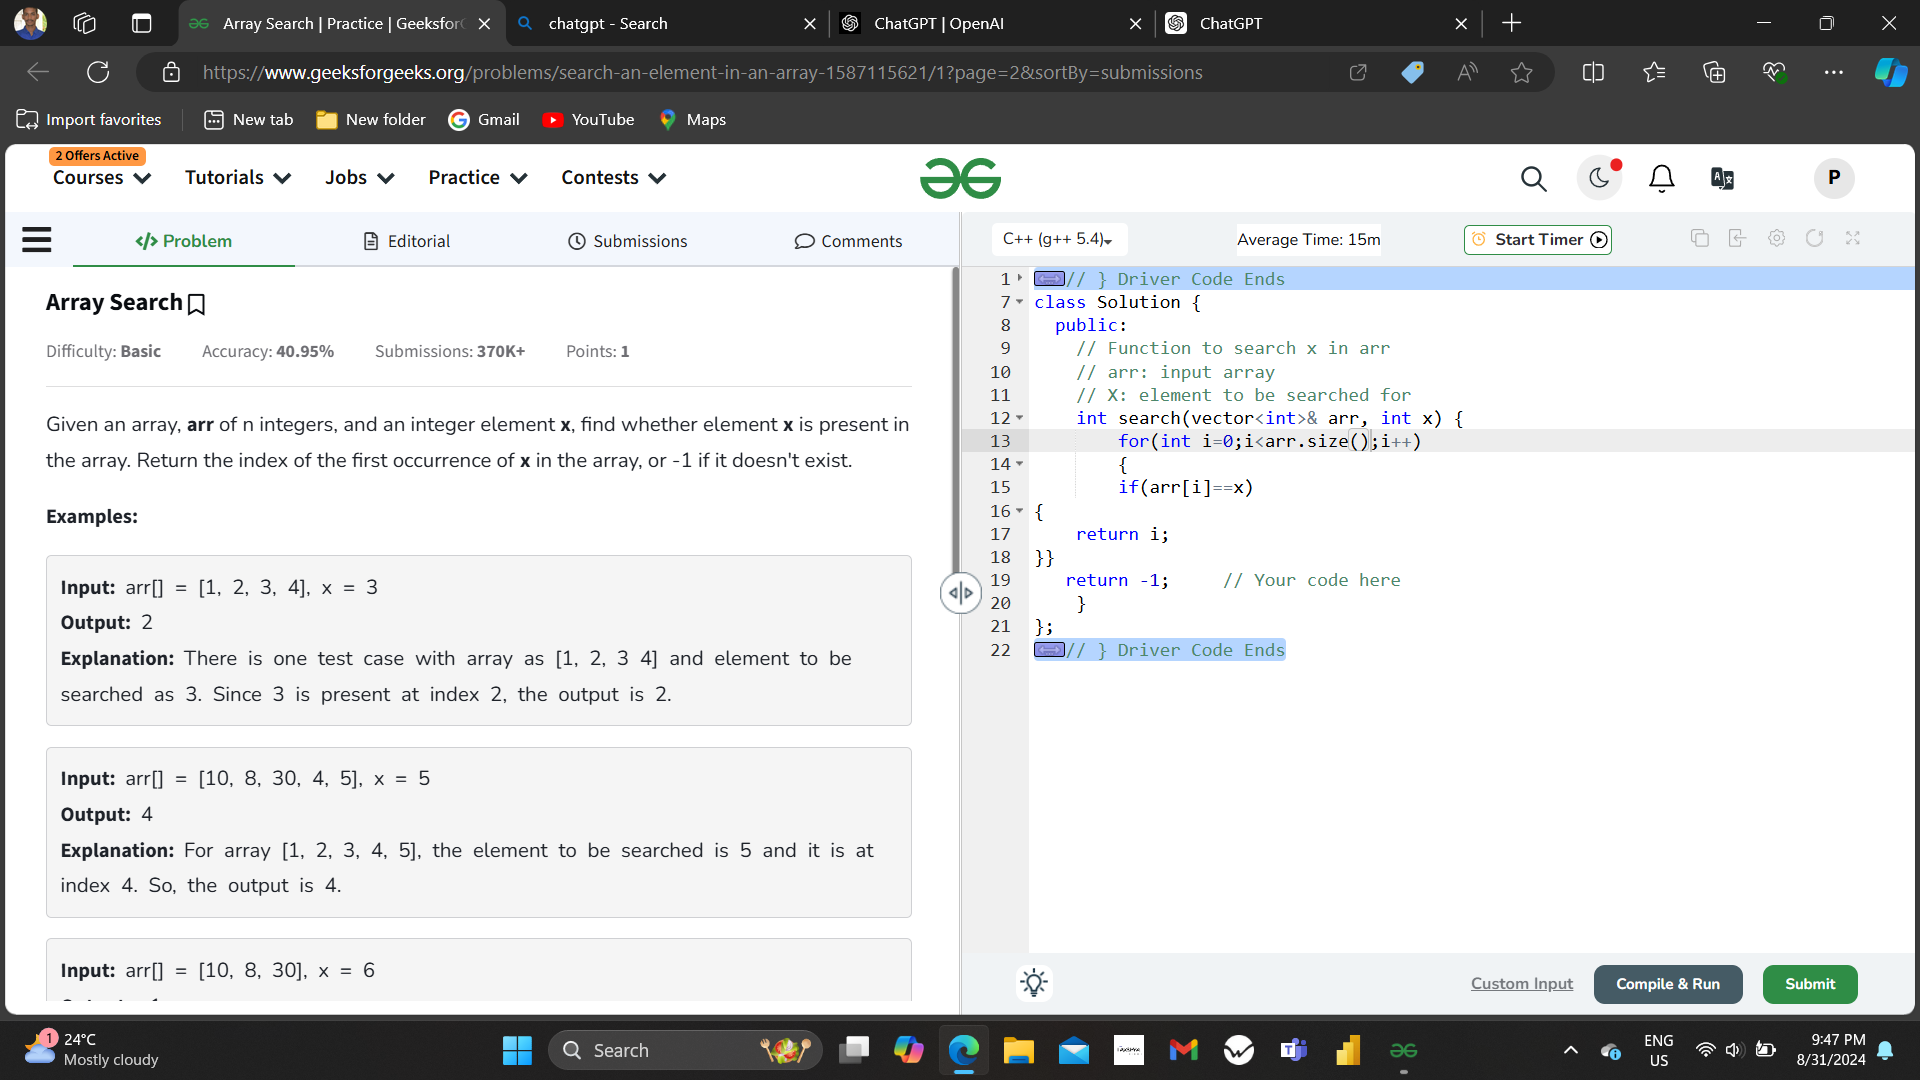 Array Search | Practice | Geeksfor
chatgpt - Search
ChatGPT | OpenAI
ChatGPT
https://www.geeksforgeeks.org/problems/search-an-element-in-an-array-1587115621/1?page=2&sortBy=submissions
Import favorites
New tab
New folder
Gmail
YouTube
Maps
2 Offers Active
Courses
Tutorials
Jobs
Practice
Contests
P
Problem
Editorial
Submissions
Comments
C++ (g++ 5.4)
Average Time: 15m
Start Timer
Array Search
Difficulty: Basic Accuracy: 40.95% Submissions: 370K+ Points: 1
Given an array, arr of n integers, and an integer element x, find whether element x is present in
the array. Return the index of the first occurrence of x in the array, or -1 if it doesn't exist.
Examples:
Input: arr[] = [1, 2, 3, 4], x = 3
Output: 2
Explanation: There is one test case with array as [1, 2, 3 4] and element to be
searched as 3. Since 3 is present at index 2, the output is 2.
Input: arr[] = [10, 8, 30, 4, 5], x = 5
Output: 4
Explanation: For array [1, 2, 3, 4, 5], the element to be searched is 5 and it is at
index 4. So, the output is 4.
Input: arr[] = [10, 8, 30], x = 6
1 // } Driver Code Ends
7 class Solution {
8 public:
9 // Function to search x in arr
10 // arr: input array
11 // X: element to be searched for
12 int search(vector<int>& arr, int x) {
13 for(int i=0;i<arr.size();i++)
14 {
15 if(arr[i]==x)
16 {
17 return i;
18 }}
19 return -1; // Your code here
20 }
21 };
22 // } Driver Code Ends
Custom Input
Compile & Run
Submit
1
24°C
Mostly cloudy
Search
ENG
US
9:47 PM
8/31/2024